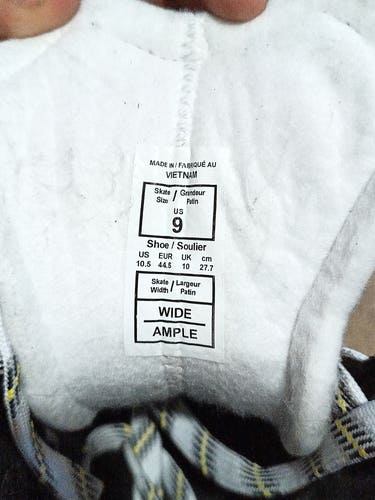 MADE IN / FABRIQUÉ AU
VIETNAM
Skate Size / Grandeur Patin
US
9
Shoe / Soulier
US EUR UK cm
10.5 44.5 10 27.7
Skate Width / Largeur Patin
WIDE
AMPLE